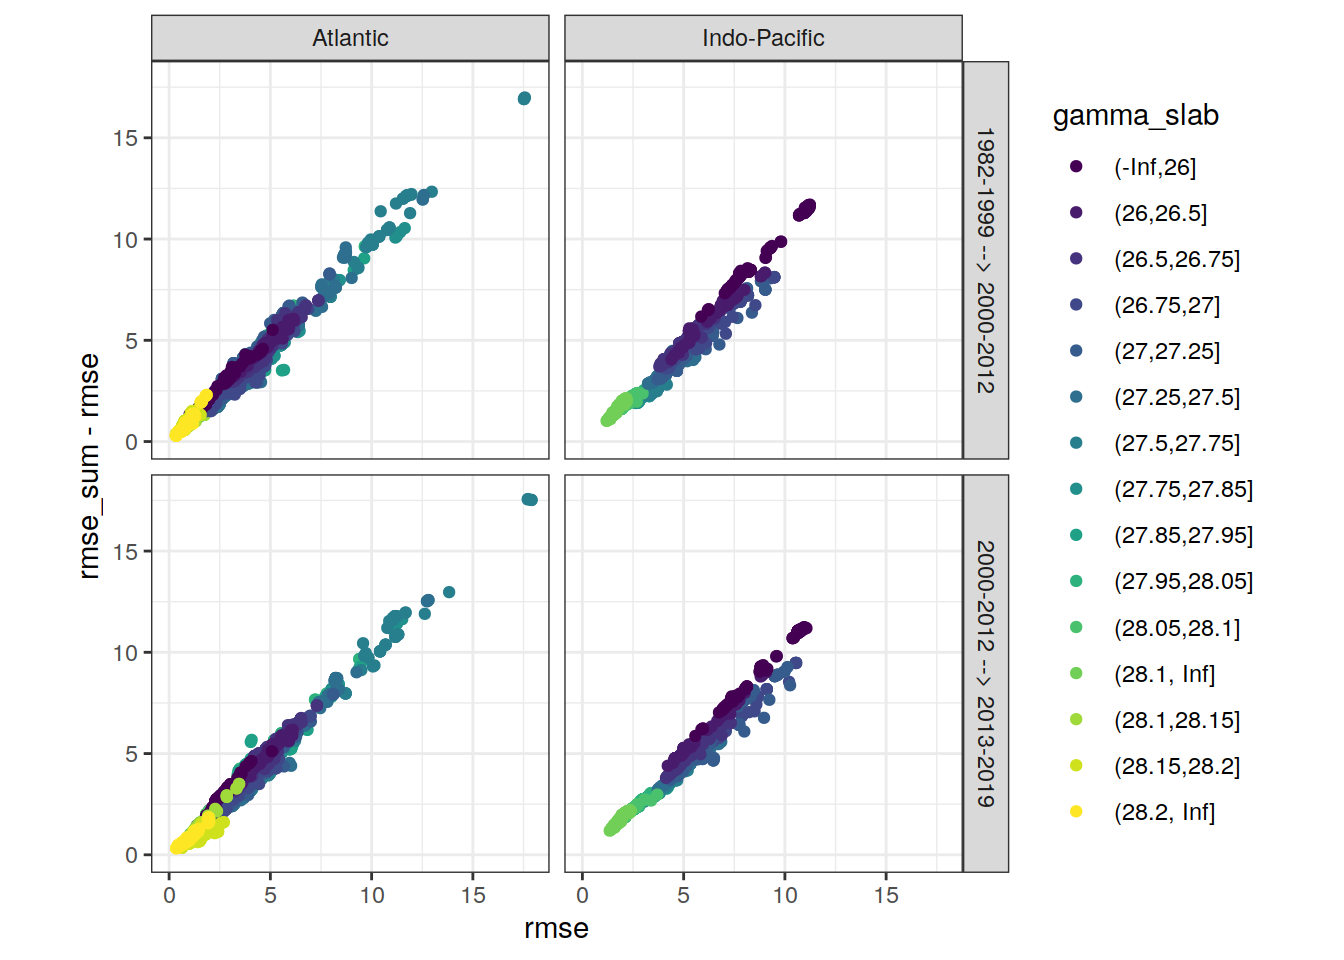 Atlantic
Indo-Pacific
1982-1999 --> 2000-2012
2000-2012 --> 2013-2019
rmse_sum - rmse
15
10
5
0
15
10
5
0
0 5 10 15
0 5 10 15
rmse
gamma_slab
(-Inf,26]
(26,26.5]
(26.5,26.75]
(26.75,27]
(27,27.25]
(27.25,27.5]
(27.5,27.75]
(27.75,27.85]
(27.85,27.95]
(27.95,28.05]
(28.05,28.1]
(28.1, Inf]
(28.1,28.15]
(28.15,28.2]
(28.2, Inf]